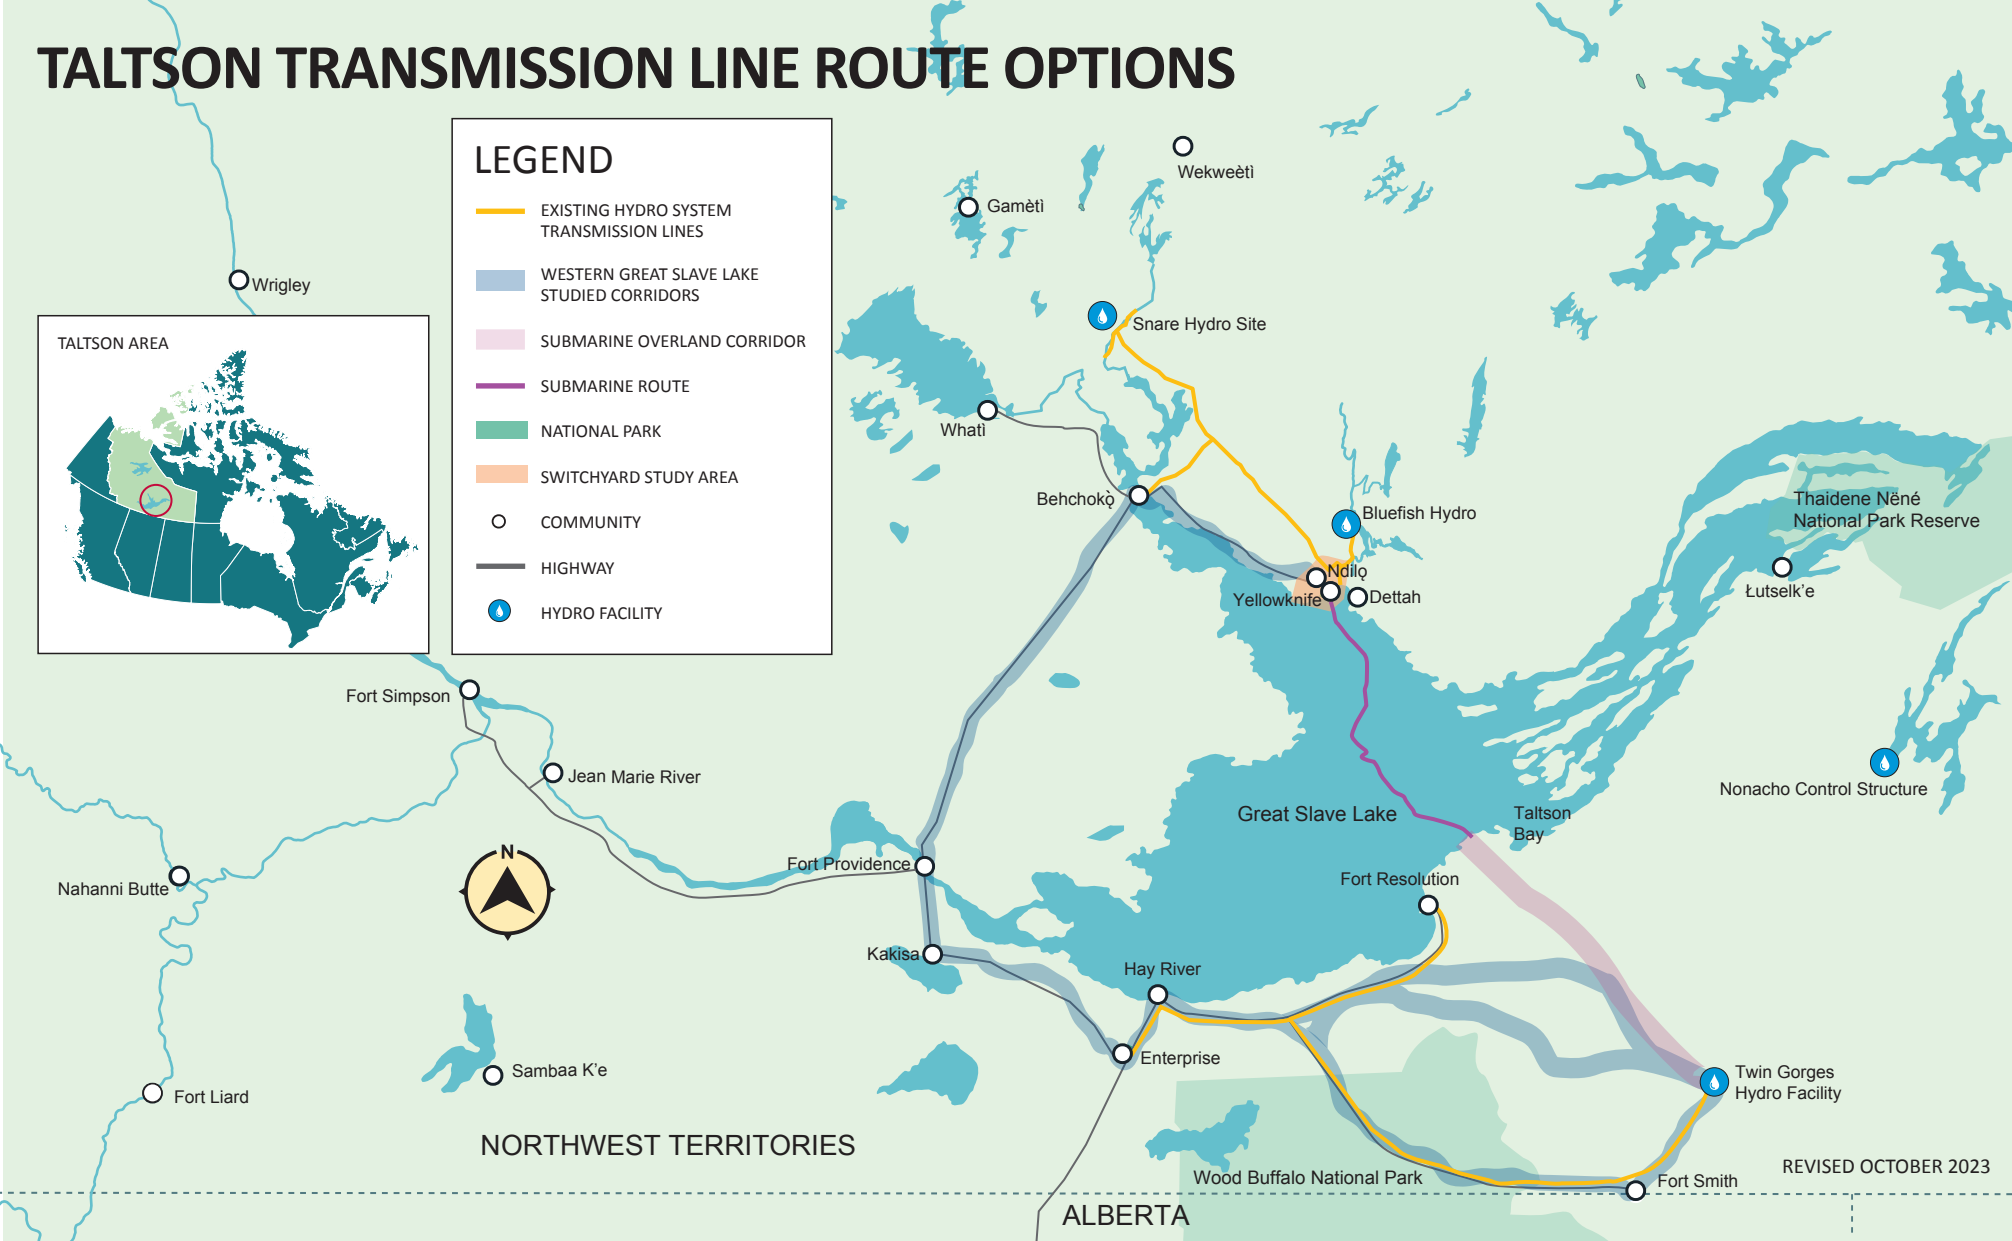 TALTSON TRANSMISSION LINE ROUTE OPTIONS
LEGEND
EXISTING HYDRO SYSTEM
TRANSMISSION LINES
WESTERN GREAT SLAVE LAKE
STUDIED CORRIDORS
SUBMARINE OVERLAND CORRIDOR
SUBMARINE ROUTE
NATIONAL PARK
SWITCHYARD STUDY AREA
COMMUNITY
HIGHWAY
HYDRO FACILITY
TALTSON AREA
Wekweètì
Gamètì
Wrigley
Snare Hydro Site
Whatì
Behchokǫ̀
Bluefish Hydro
Thaidene Nëné
National Park Reserve
Ndilǫ
Yellowknife
Dettah
Łutselk'e
Fort Simpson
Jean Marie River
Nonacho Control Structure
Great Slave Lake
Taltson
Bay
N
Fort Providence
Fort Resolution
Nahanni Butte
Kakisa
Hay River
Enterprise
Sambaa K'e
Twin Gorges
Hydro Facility
Fort Liard
NORTHWEST TERRITORIES
Wood Buffalo National Park
REVISED OCTOBER 2023
Fort Smith
ALBERTA